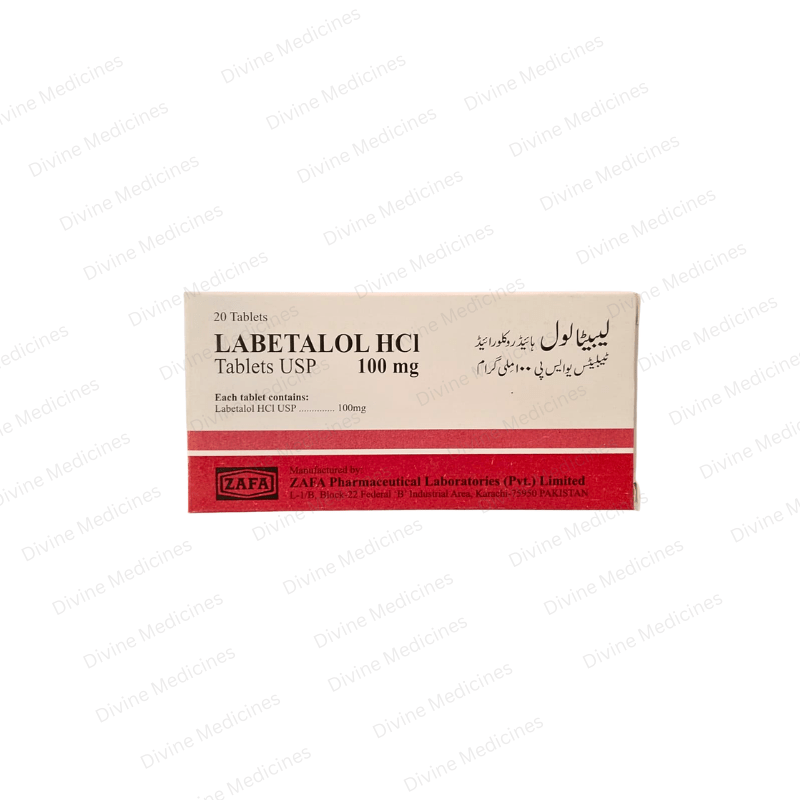 20 Tablets
LABETALOL HCl
Tablets USP 100 mg
Each tablet contains:
Labetalol HCl USP .............. 100mg
لیبیٹالول ہائیڈروکلورائیڈ
ٹیبلیٹس یو ایس پی ۱۰۰ ملی گرام
ZAFA
Manufactured by:
ZAFA Pharmaceutical Laboratories (Pvt.) Limited
L-1/B, Block-22 Federal 'B' Industrial Area, Karachi-75950 PAKISTAN
Divine Medicines